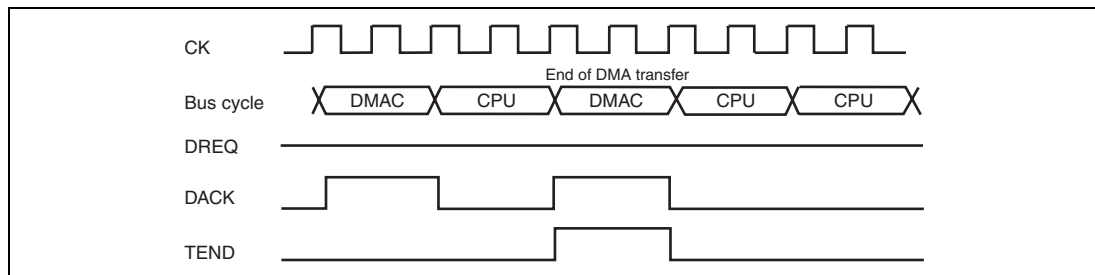 CK
End of DMA transfer
Bus cycle DMAC CPU DMAC CPU CPU
DREQ
DACK
TEND